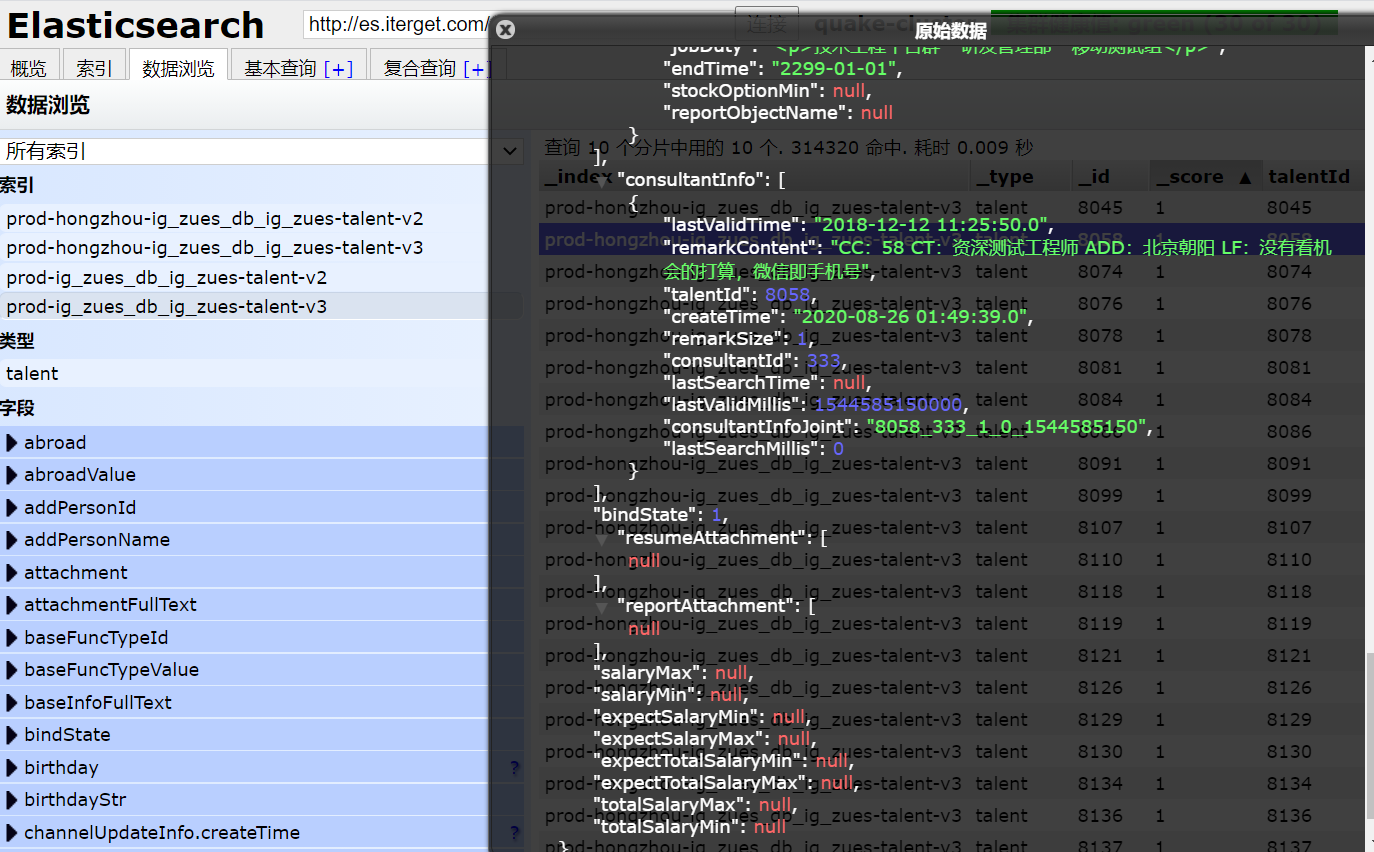 Elasticsearch
http://es.iterget.com/
连接
quake-cluster
集群健康值: green (30 of 30)
概览
索引
数据浏览
基本查询 [+]
复合查询 [+]
数据浏览
所有索引
索引
prod-hongzhou-ig_zues_db_ig_zues-talent-v2
prod-hongzhou-ig_zues_db_ig_zues-talent-v3
prod-ig_zues_db_ig_zues-talent-v2
prod-ig_zues_db_ig_zues-talent-v3
类型
talent
字段
abroad
abroadValue
addPersonId
addPersonName
attachment
attachmentFullText
baseFuncTypeId
baseFuncTypeValue
baseInfoFullText
bindState
birthday ?
birthdayStr
channelUpdateInfo.createTime ?
原始数据
"jobDuty": "<p>技术工程平台群 研发管理部 移动测试组</p>",
"endTime": "2299-01-01",
"stockOptionMin": null,
"reportObjectName": null
}
],
"consultantInfo": [
{
"lastValidTime": "2018-12-12 11:25:50.0",
"remarkContent": "CC：58 CT：资深测试工程师 ADD：北京朝阳 LF：没有看机
会的打算，微信即手机号",
"talentId": 8058,
"createTime": "2020-08-26 01:49:39.0",
"remarkSize": 1,
"consultantId": 333,
"lastSearchTime": null,
"lastValidMillis": 1544585150000,
"consultantInfoJoint": "8058_333_1_0_1544585150",
"lastSearchMillis": 0
}
],
"bindState": 1,
"resumeAttachment": [
null
],
"reportAttachment": [
null
],
"salaryMax": null,
"salaryMin": null,
"expectSalaryMin": null,
"expectSalaryMax": null,
"expectTotalSalaryMin": null,
"expectTotalSalaryMax": null,
"totalSalaryMax": null,
"totalSalaryMin": null
}
查询 10 个分片中用的 10 个. 314320 命中. 耗时 0.009 秒
_index _type _id _score ▲ talentId
prod-hongzhou-ig_zues_db_ig_zues-talent-v3 talent 8045 1 8045
prod-hongzhou-ig_zues_db_ig_zues-talent-v3 talent 8058 1 8058
prod-hongzhou-ig_zues_db_ig_zues-talent-v3 talent 8074 1 8074
prod-hongzhou-ig_zues_db_ig_zues-talent-v3 talent 8076 1 8076
prod-hongzhou-ig_zues_db_ig_zues-talent-v3 talent 8078 1 8078
prod-hongzhou-ig_zues_db_ig_zues-talent-v3 talent 8081 1 8081
prod-hongzhou-ig_zues_db_ig_zues-talent-v3 talent 8084 1 8084
prod-hongzhou-ig_zues_db_ig_zues-talent-v3 talent 8086 1 8086
prod-hongzhou-ig_zues_db_ig_zues-talent-v3 talent 8091 1 8091
prod-hongzhou-ig_zues_db_ig_zues-talent-v3 talent 8099 1 8099
prod-hongzhou-ig_zues_db_ig_zues-talent-v3 talent 8107 1 8107
prod-hongzhou-ig_zues_db_ig_zues-talent-v3 talent 8110 1 8110
prod-hongzhou-ig_zues_db_ig_zues-talent-v3 talent 8118 1 8118
prod-hongzhou-ig_zues_db_ig_zues-talent-v3 talent 8119 1 8119
prod-hongzhou-ig_zues_db_ig_zues-talent-v3 talent 8121 1 8121
prod-hongzhou-ig_zues_db_ig_zues-talent-v3 talent 8126 1 8126
prod-hongzhou-ig_zues_db_ig_zues-talent-v3 talent 8129 1 8129
prod-hongzhou-ig_zues_db_ig_zues-talent-v3 talent 8130 1 8130
prod-hongzhou-ig_zues_db_ig_zues-talent-v3 talent 8134 1 8134
prod-hongzhou-ig_zues_db_ig_zues-talent-v3 talent 8136 1 8136
prod-hongzhou-ig_zues_db_ig_zues-talent-v3 talent 8137 1 8137